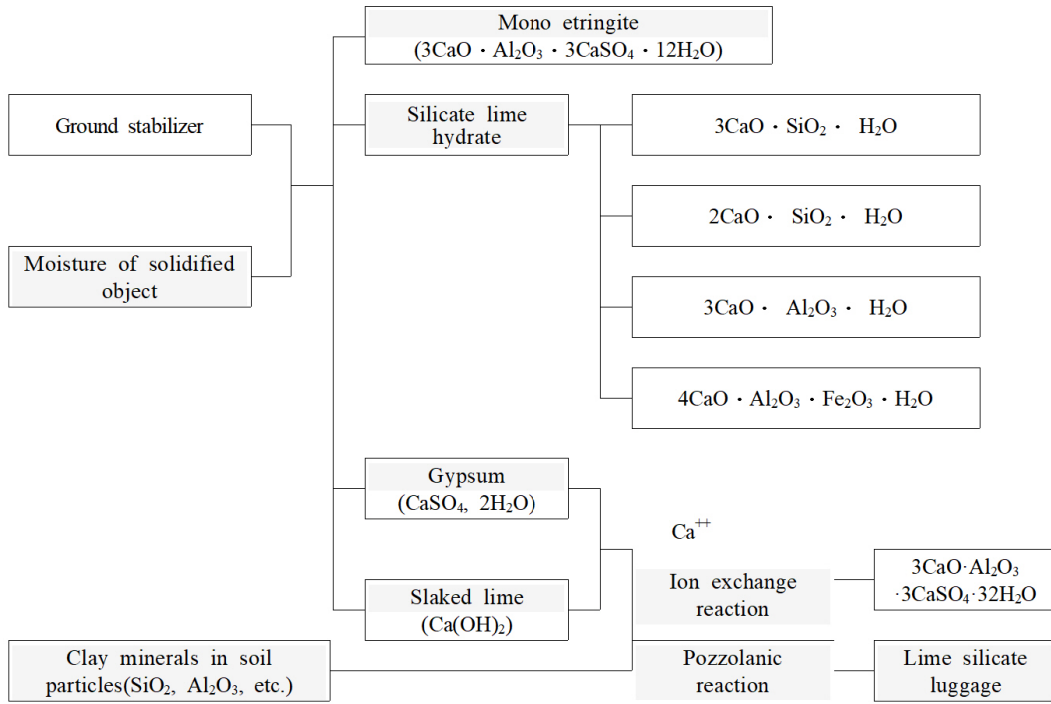 Mono etringite
(3CaO · Al₂O₃ · 3CaSO₄ · 12H₂O)
Ground stabilizer
Silicate lime
hydrate
3CaO · SiO₂ · H₂O
2CaO · SiO₂ · H₂O
Moisture of solidified
object
3CaO · Al₂O₃ · H₂O
4CaO · Al₂O₃ · Fe₂O₃ · H₂O
Gypsum
(CaSO₄, 2H₂O)
Ca⁺⁺
Ion exchange
reaction
3CaO·Al₂O₃
·3CaSO₄·32H₂O
Slaked lime
(Ca(OH)₂)
Clay minerals in soil
particles(SiO₂, Al₂O₃, etc.)
Pozzolanic
reaction
Lime silicate
luggage